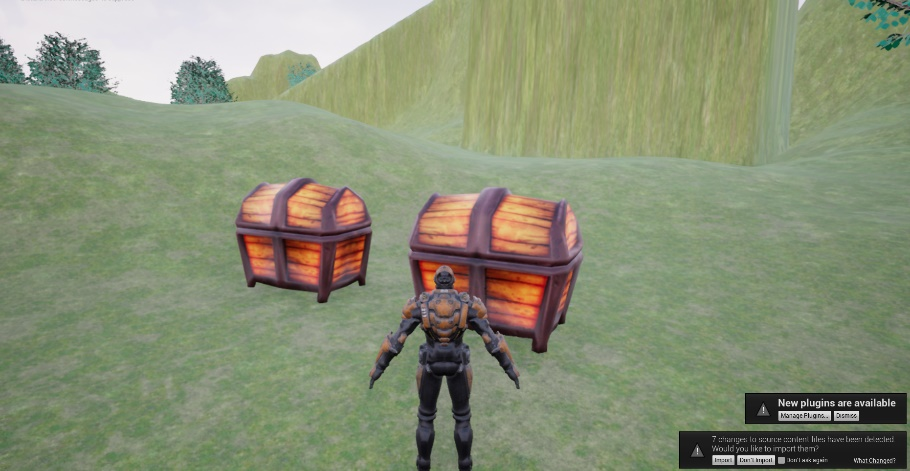 New plugins are available
Manage Plugins... Dismiss
7 changes to source content files have been detected.
Would you like to import them?
Import Don't Import Don't ask again What Changed?